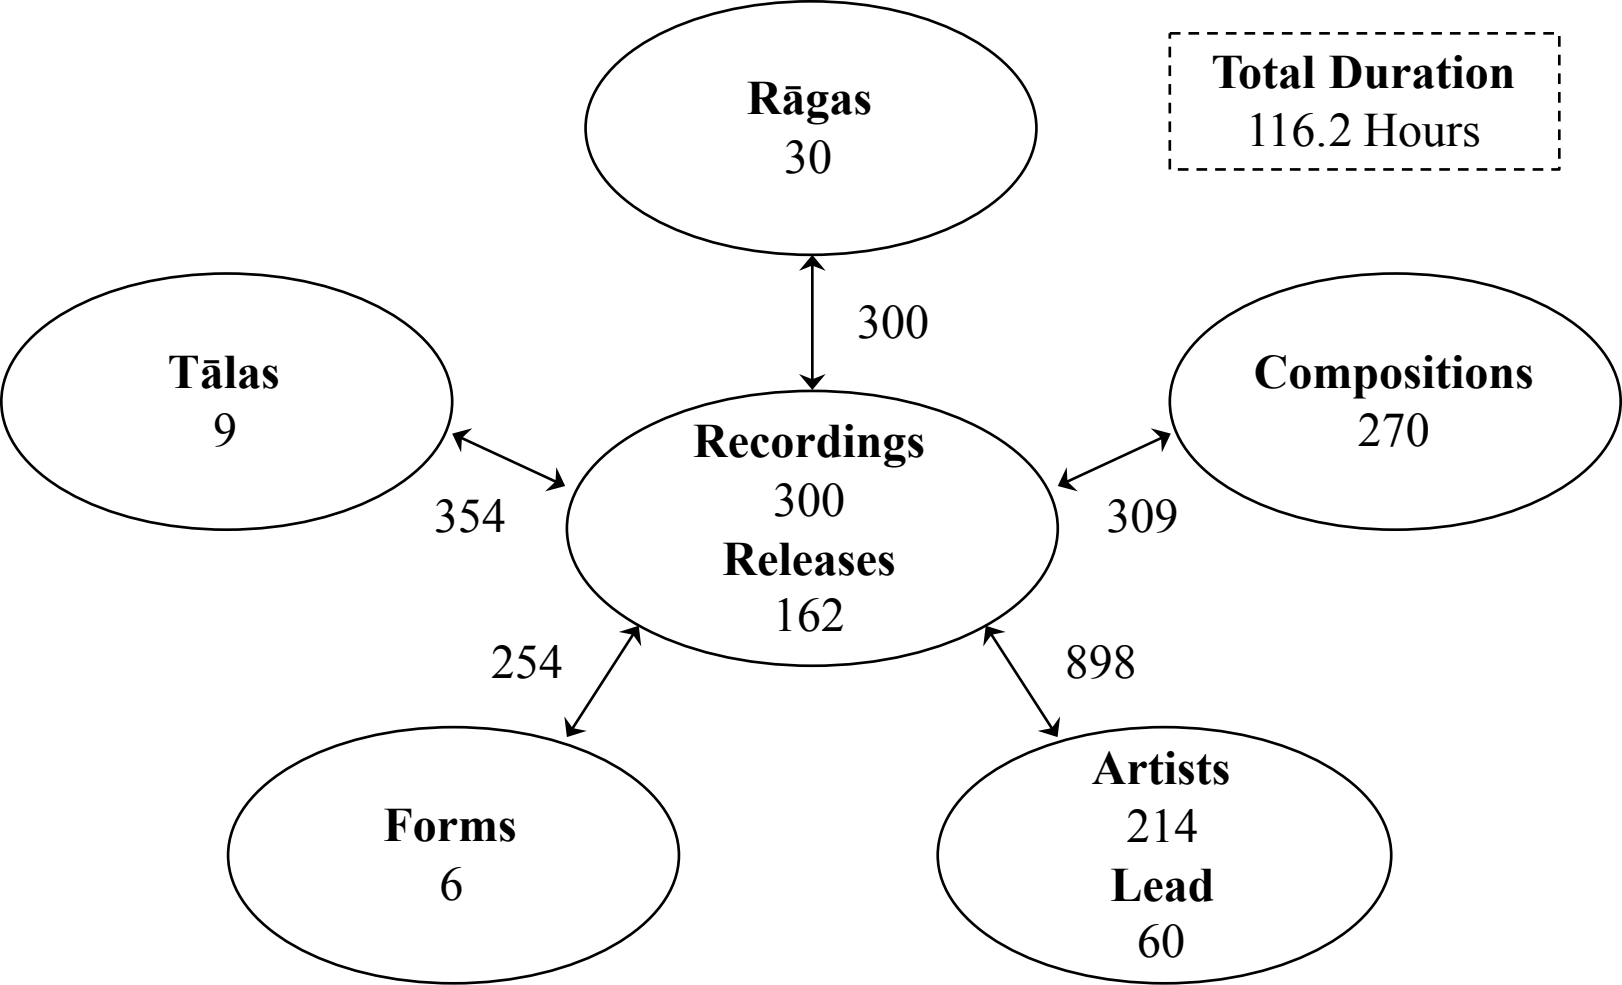 Rāgas
30
Total Duration
116.2 Hours
300
Tālas
9
Compositions
270
Recordings
300
Releases
162
354
309
254
898
Forms
6
Artists
214
Lead
60